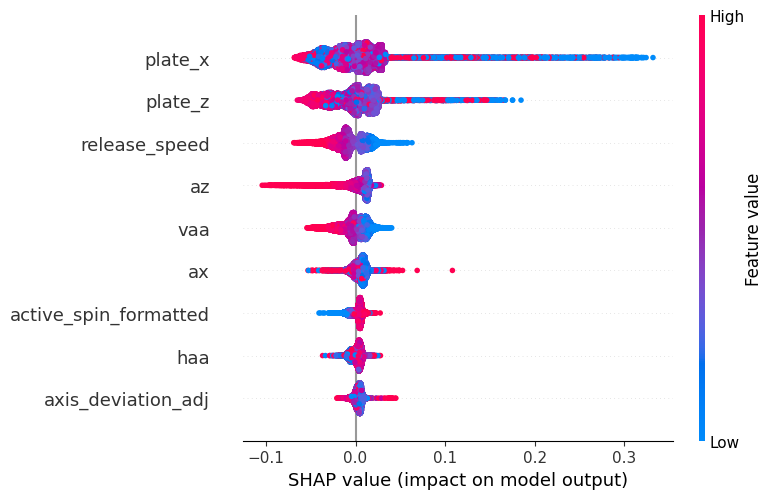 High
plate_x
plate_z
release_speed
az
vaa
ax
active_spin_formatted
haa
axis_deviation_adj
Feature value
Low
−0.1 0.0 0.1 0.2 0.3
SHAP value (impact on model output)